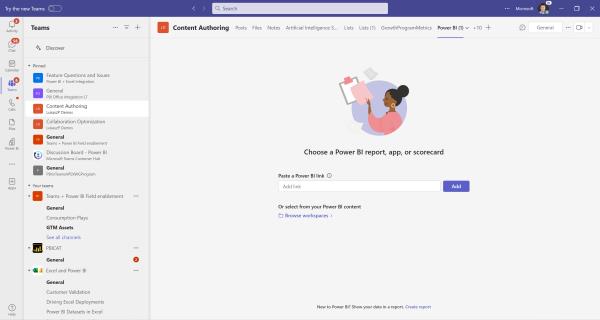 Try the new Teams
Search
Microsoft
Activity
Chat
Calendar
Teams
Calls
Files
Power BI
Apps
Help
Teams
Discover
Pinned
Feature Questions and Issues
Power BI + Excel Integration
General
PBI Office Integration LT
Content Authoring
LukaszP Demos
Collaboration Optimization
LukaszP Demos
General
Teams + Power BI Field enablement
Discussion Board - Power BI
Microsoft Teams Customer Hub
General
Your teams
Teams + Power BI Field enablement
General
Consumption Plays
GTM Assets
See all channels
PBICAT
General
2
Excel and Power BI
General
Customer Validation
Driving Excel Deployments
Power BI Datasets in Excel
Content Authoring
Posts
Files
Notes
Artificial Intelligence S...
Lists
Lists (1)
GrowthProgramMetrics
Power BI (1)
+10
General
Choose a Power BI report, app, or scorecard
Paste a Power BI link
Add link
Add
Or select from your Power BI content
Browse workspaces
New to Power BI? Show your data in a report. Create report